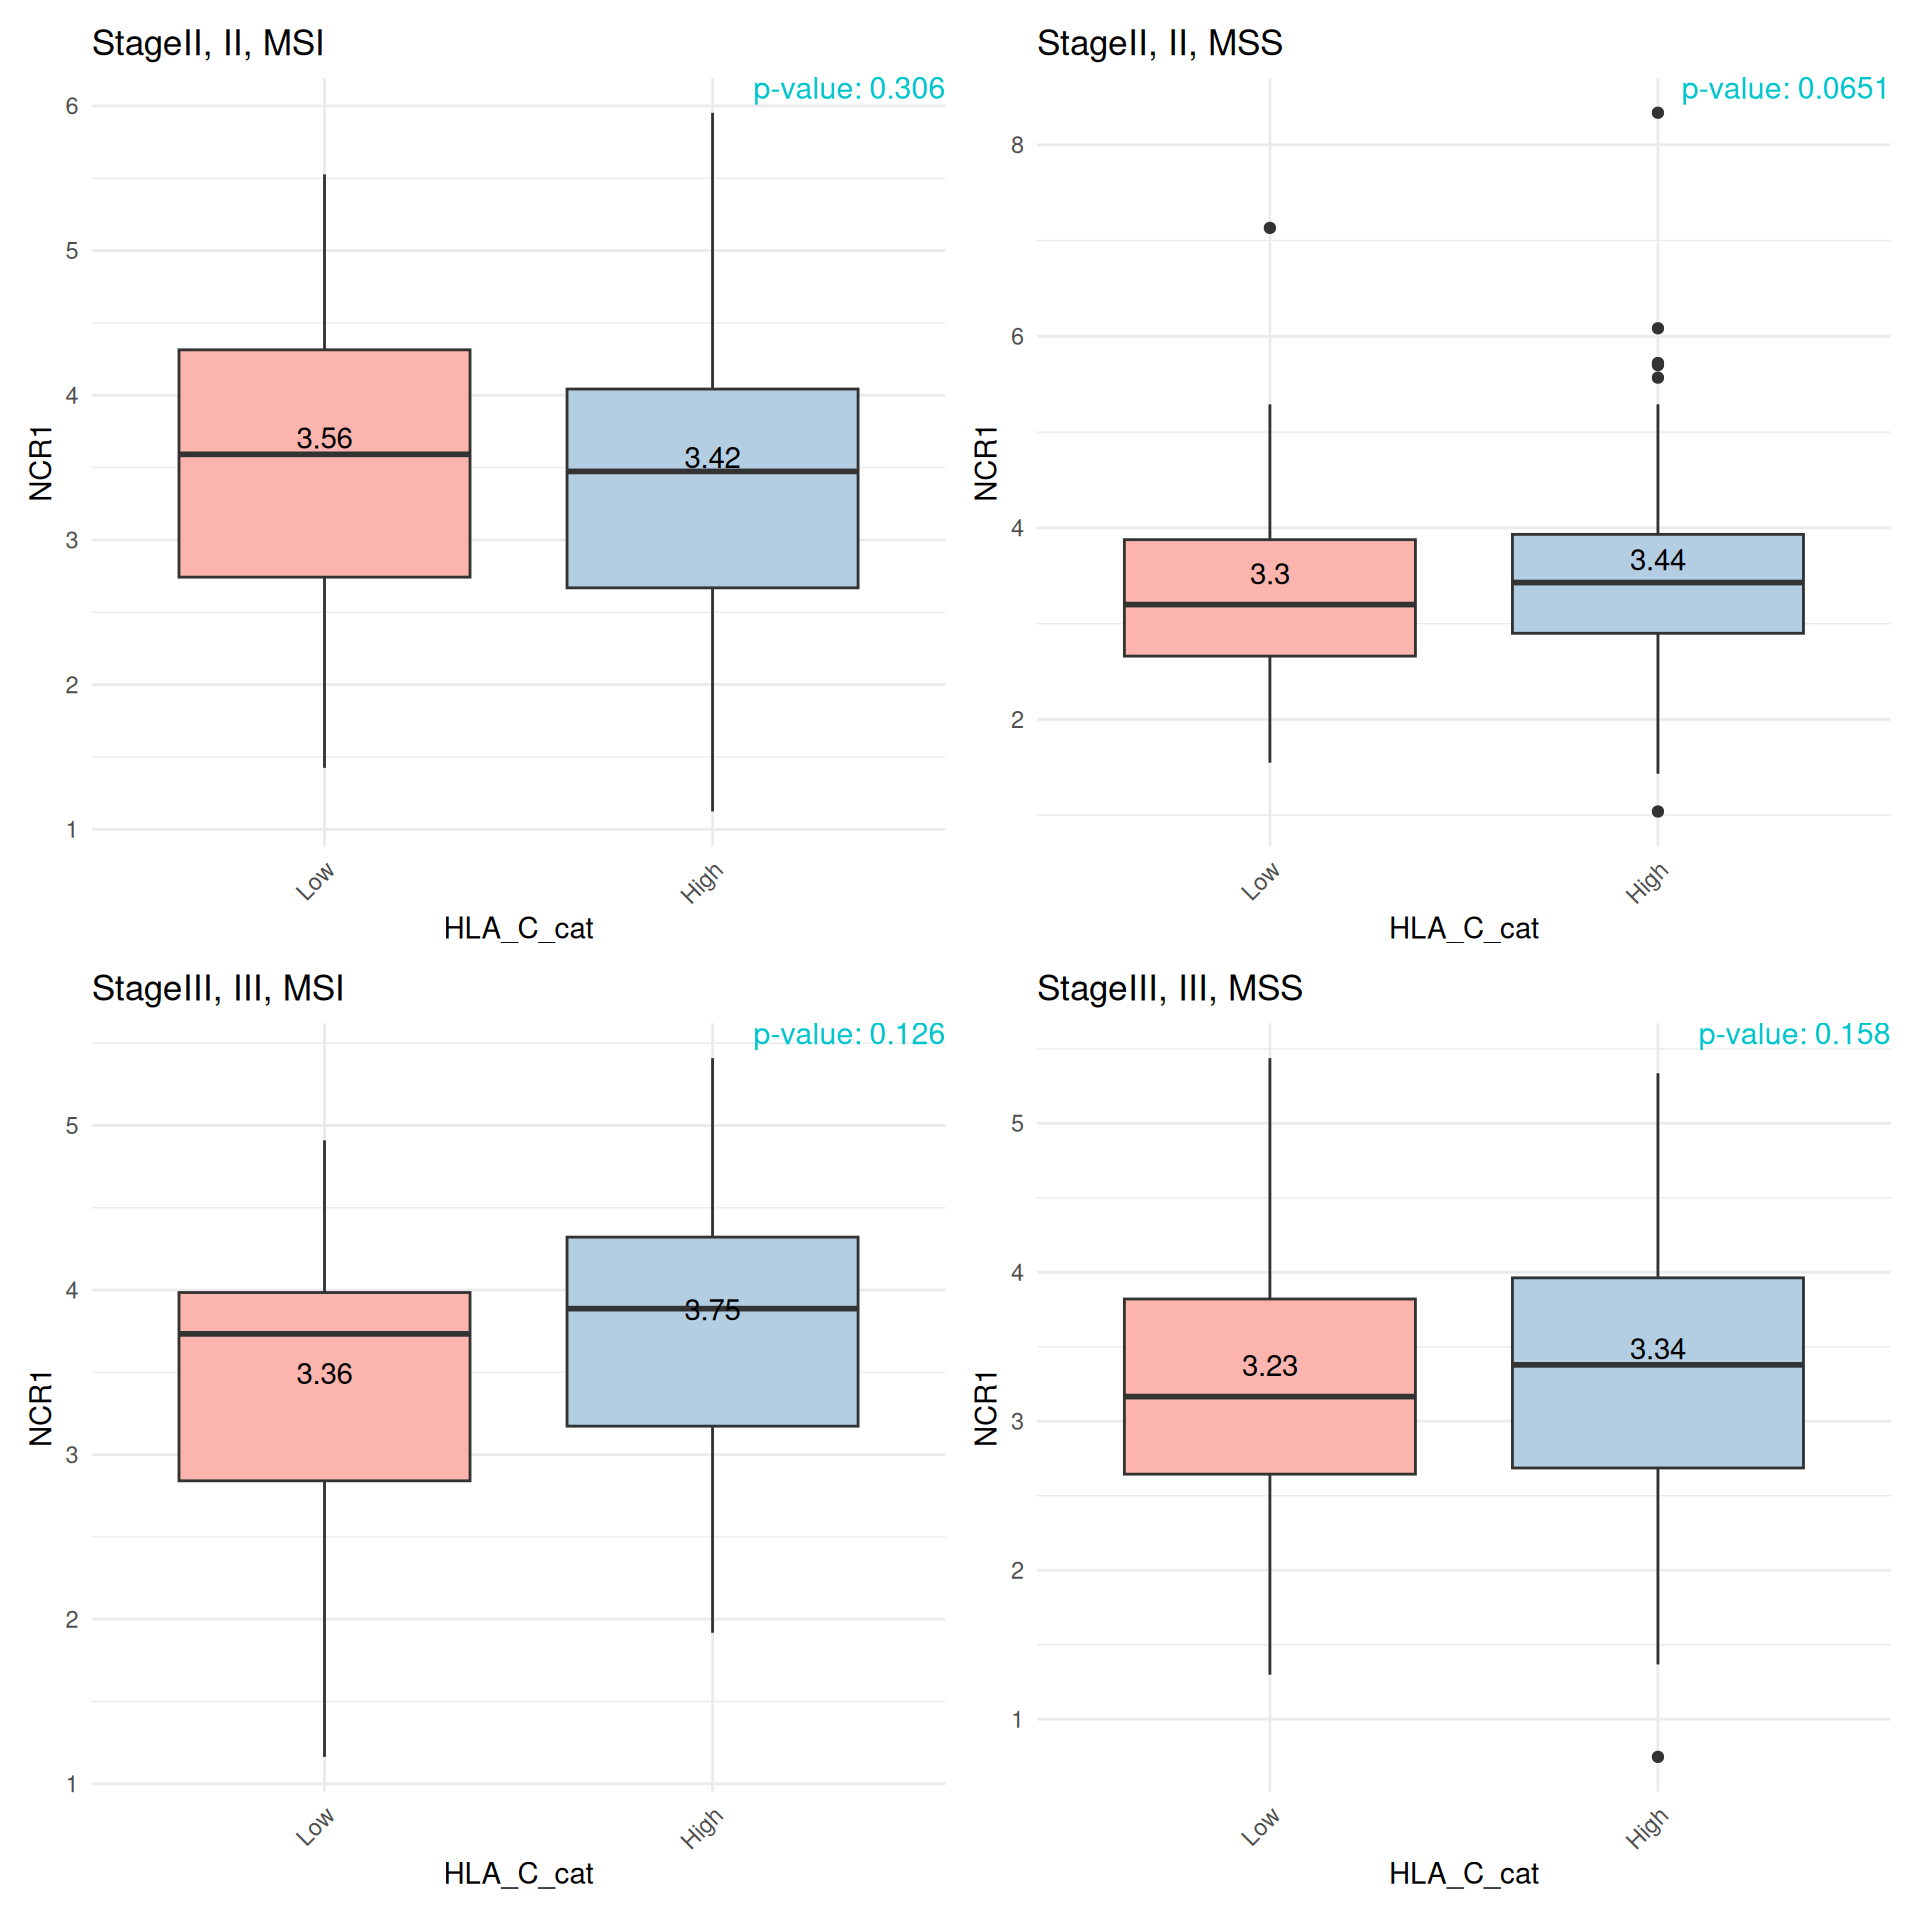 StageII, II, MSI
p-value: 0.306
6
5
4
3
2
1
NCR1
3.56
3.42
Low
High
HLA_C_cat
StageII, II, MSS
p-value: 0.0651
8
6
4
2
NCR1
3.3
3.44
Low
High
HLA_C_cat
StageIII, III, MSI
p-value: 0.126
5
4
3
2
1
NCR1
3.36
3.75
Low
High
HLA_C_cat
StageIII, III, MSS
p-value: 0.158
5
4
3
2
1
NCR1
3.23
3.34
Low
High
HLA_C_cat